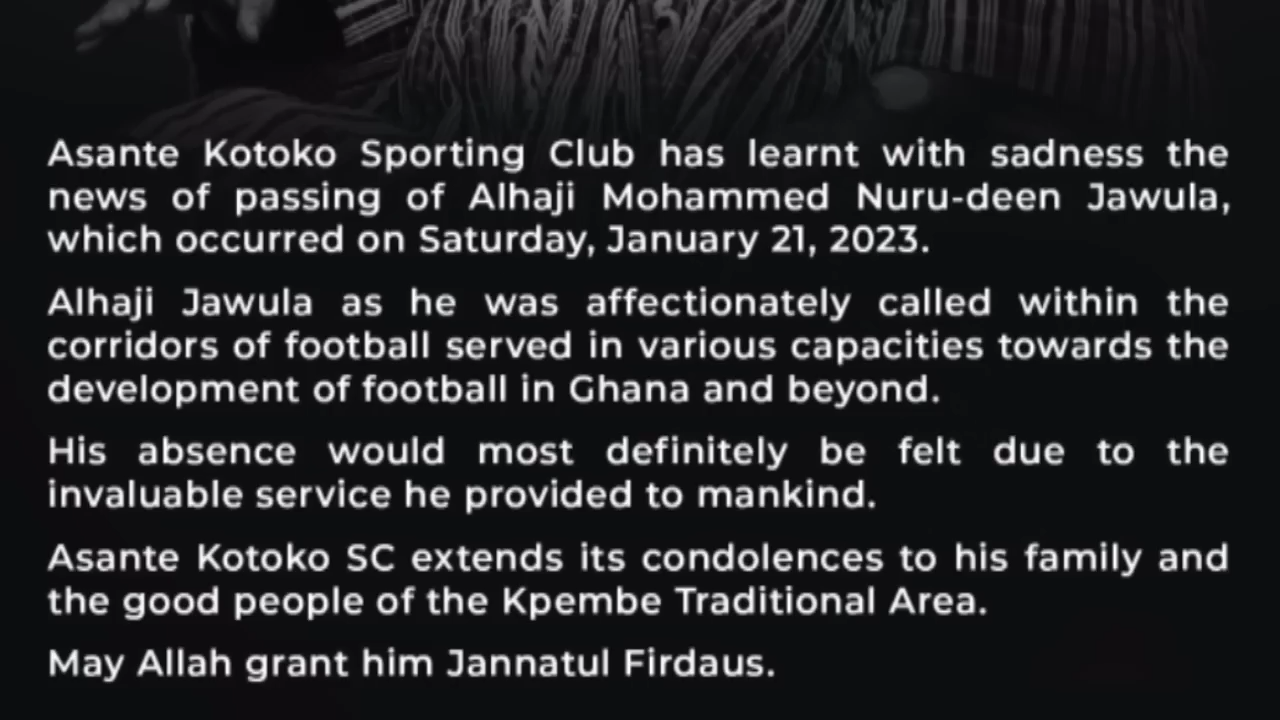 Asante Kotoko Sporting Club has learnt with sadness the
news of passing of Alhaji Mohammed Nuru-deen Jawula,
which occurred on Saturday, January 21, 2023.
Alhaji Jawula as he was affectionately called within the
corridors of football served in various capacities towards the
development of football in Ghana and beyond.
His absence would most definitely be felt due to the
invaluable service he provided to mankind.
Asante Kotoko SC extends its condolences to his family and
the good people of the Kpembe Traditional Area.
May Allah grant him Jannatul Firdaus.